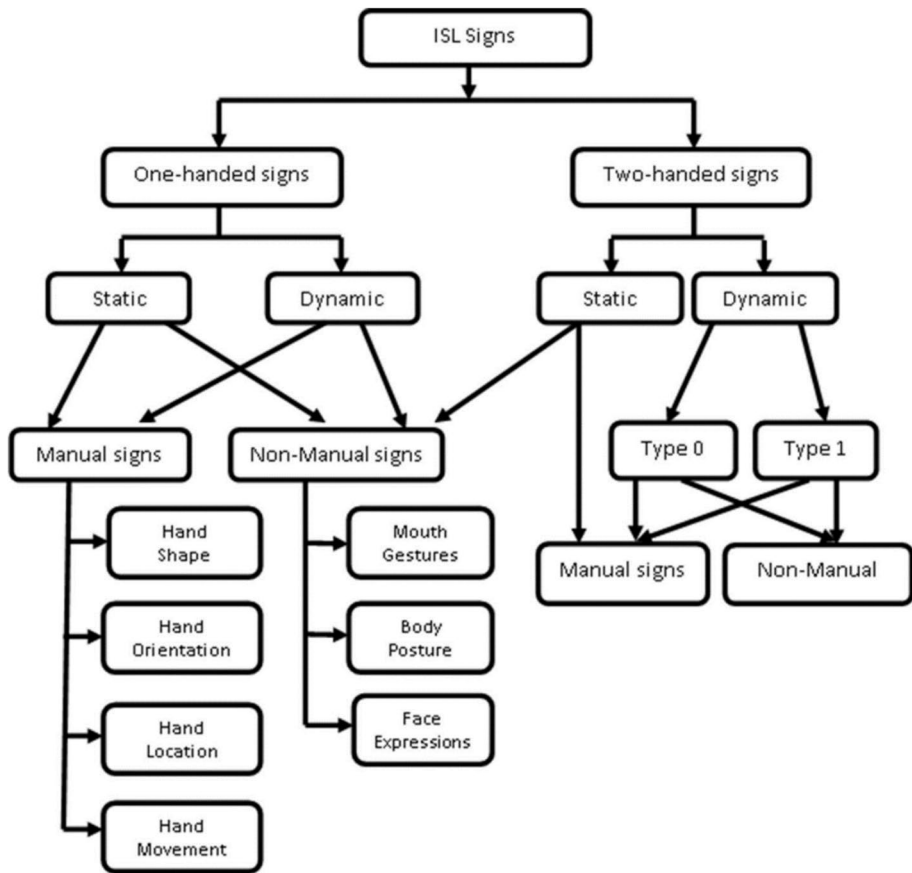 ISL Signs
One-handed signs
Two-handed signs
Static
Dynamic
Static
Dynamic
Manual signs
Non-Manual signs
Type 0
Type 1
Hand
Shape
Mouth
Gestures
Manual signs
Non-Manual
Hand
Orientation
Body
Posture
Hand
Location
Face
Expressions
Hand
Movement